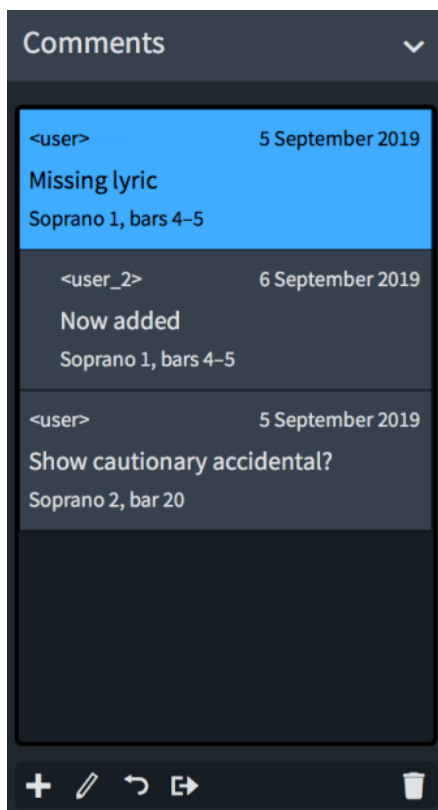 Comments
<user> 5 September 2019
Missing lyric
Soprano 1, bars 4–5
<user_2> 6 September 2019
Now added
Soprano 1, bars 4–5
<user> 5 September 2019
Show cautionary accidental?
Soprano 2, bar 20